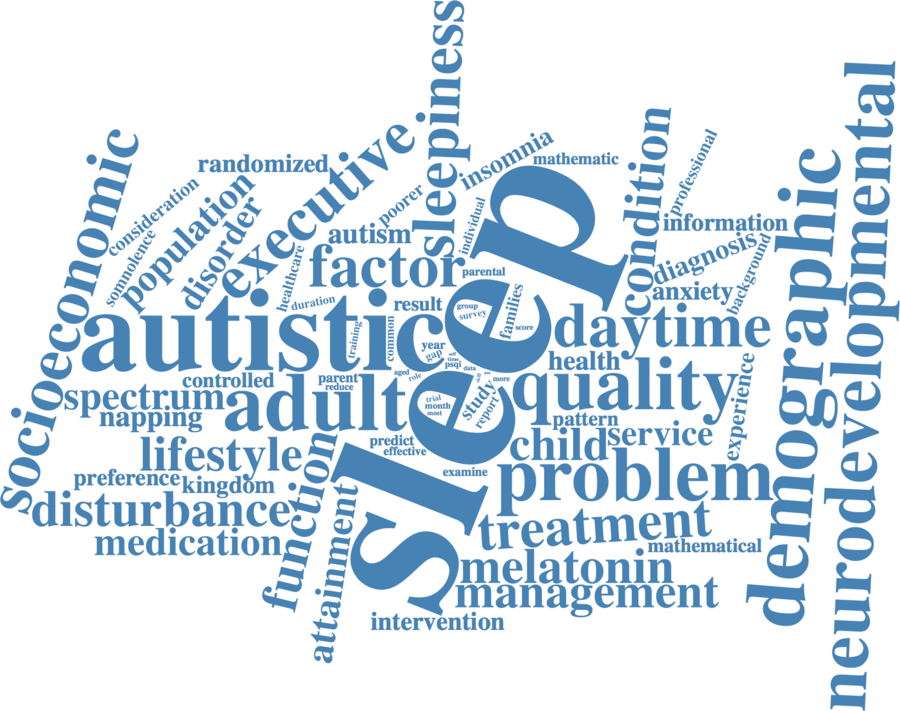 sleepiness
neurodevelopmental
socioeconomic
randomized
executive
insomnia
mathematic
condition
professional
demographic
consideration
population
poorer
sleep
somnolence
disorder
autism
individual
information
healthcare
factor
parental
diagnosis
background
duration
result
group
survey
families
anxiety
autistic
training
common
year
gap
score
daytime
self
time
psqi
data
health
controlled
parent
reduce
aged
role
skill
more
quality
experience
spectrum
napping
adult
trial
month
most
study
report
pattern
child
service
lifestyle
predict
effective
preference
kingdom
examine
problem
function
disturbance
attainment
treatment
medication
mathematical
melatonin
management
intervention